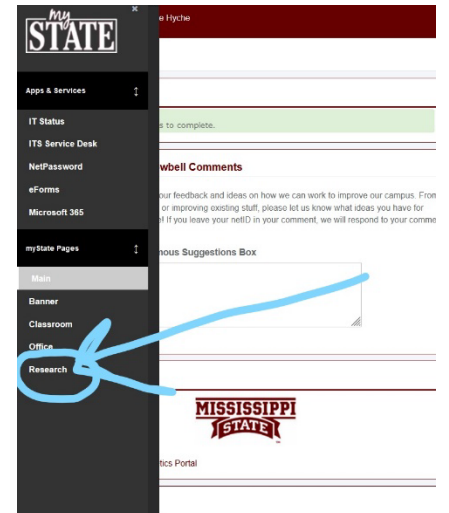 my
STATE
×
e Hyche
Apps & Services
IT Status
s to complete.
ITS Service Desk
NetPassword
wbell Comments
eForms
our feedback and ideas on how we can work to improve our campus. From
Microsoft 365
or improving existing stuff, please let us know what ideas you have for
e! If you leave your netID in your comment, we will respond to your comme
myState Pages
mous Suggestions Box
Main
Banner
Classroom
Office
Research
MISSISSIPPI
STATE
etics Portal